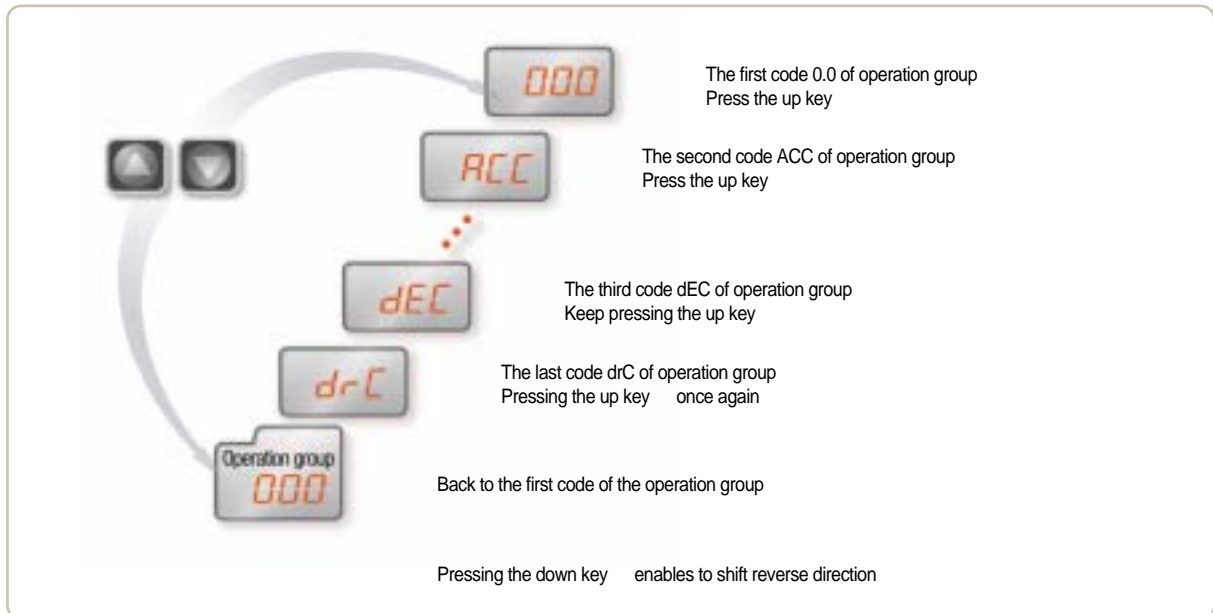 000
The first code 0.0 of operation group
Press the up key
ACC
The second code ACC of operation group
Press the up key
dEC
The third code dEC of operation group
Keep pressing the up key
drC
The last code drC of operation group
Pressing the up key once again
Operation group
000
Back to the first code of the operation group
Pressing the down key enables to shift reverse direction